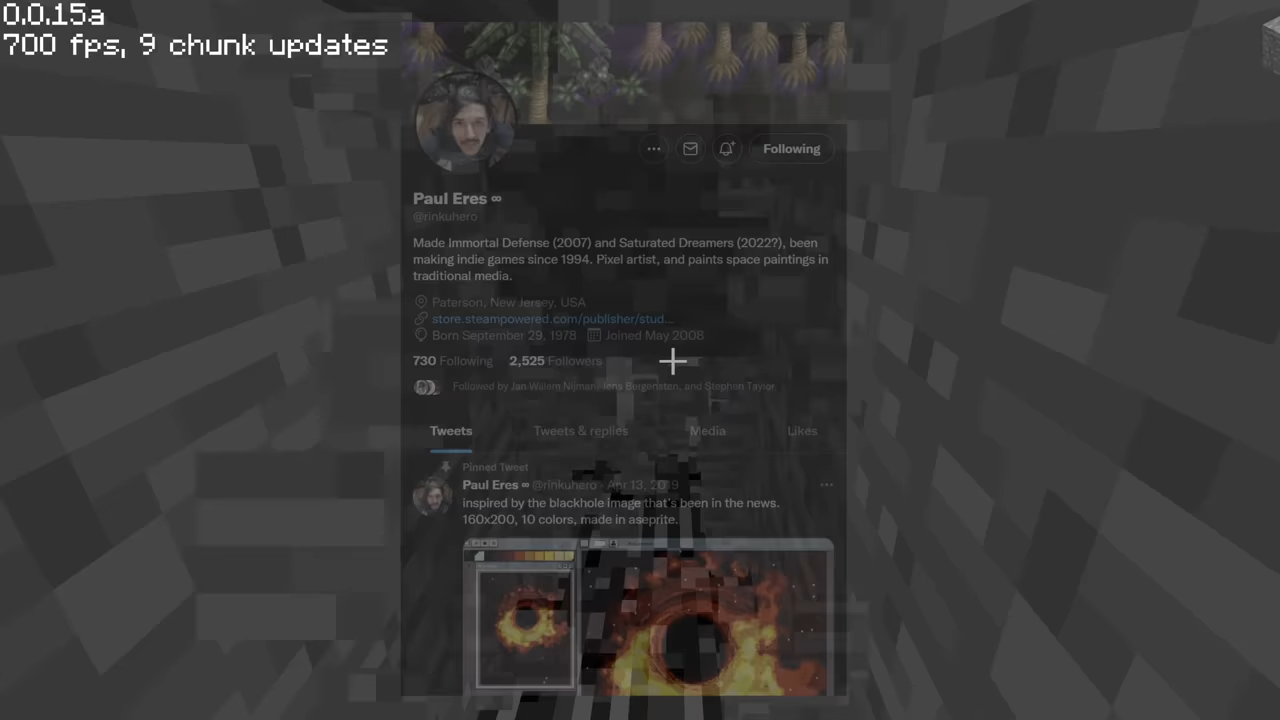 0.0.15a
700 fps, 9 chunk updates
Following
Paul Eres ∞
@rinkuhero
Made Immortal Defense (2007) and Saturated Dreamers (2022?), been
making indie games since 1994. Pixel artist, and paints space paintings in
traditional media.
Paterson, New Jersey, USA
store.steampowered.com/publisher/stud...
Born September 29, 1978 Joined May 2008
730 Following 2,525 Followers
Followed by Jan Willem Nijman, Jens Bergensten, and Stephen Taylor
Tweets Tweets & replies Media Likes
Pinned Tweet
Paul Eres ∞ @rinkuhero · Apr 13, 2019
inspired by the blackhole image that's been in the news.
160x200, 10 colors, made in aseprite.